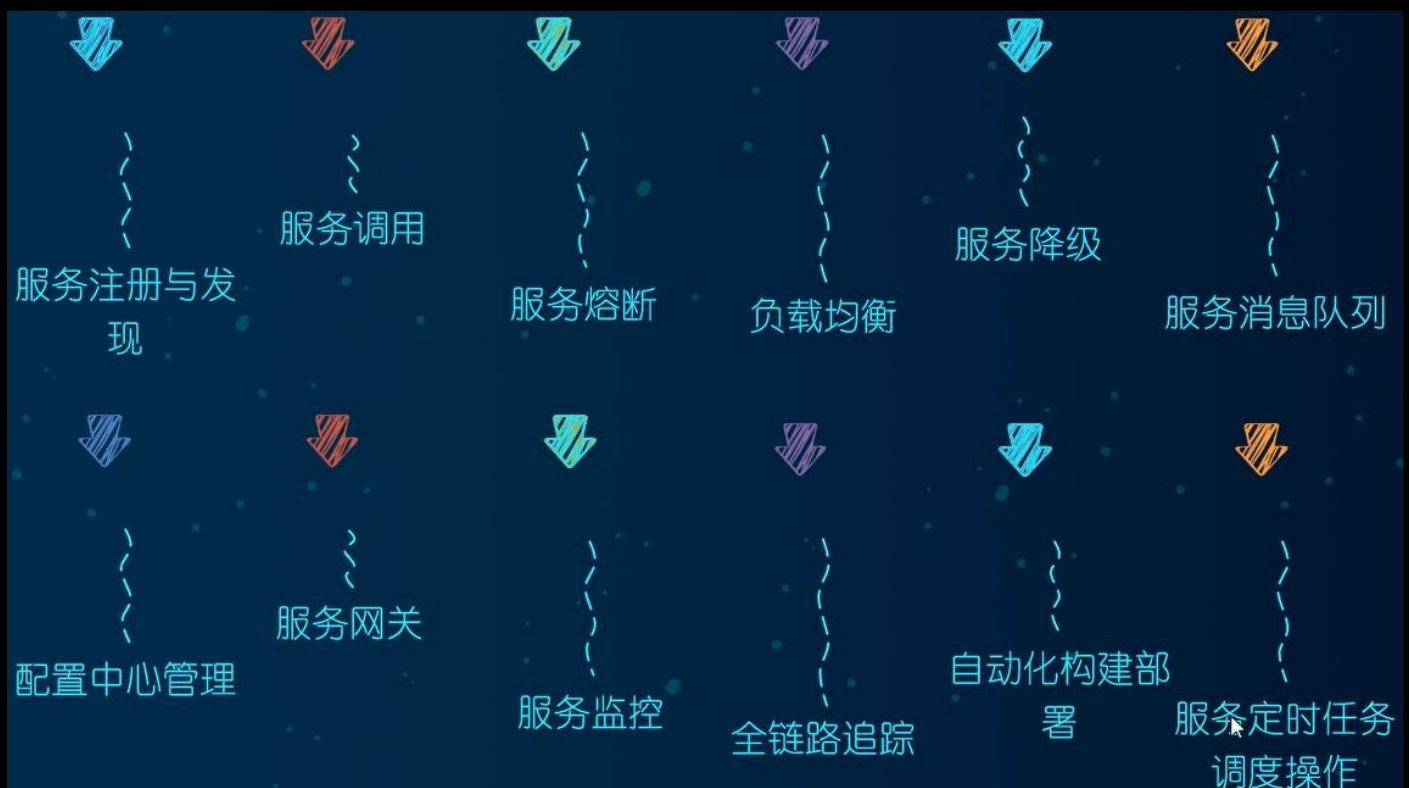 服务注册与发
现
服务调用
服务熔断
负载均衡
服务降级
服务消息队列
配置中心管理
服务网关
服务监控
全链路追踪
自动化构建部
署
服务定时任务
调度操作